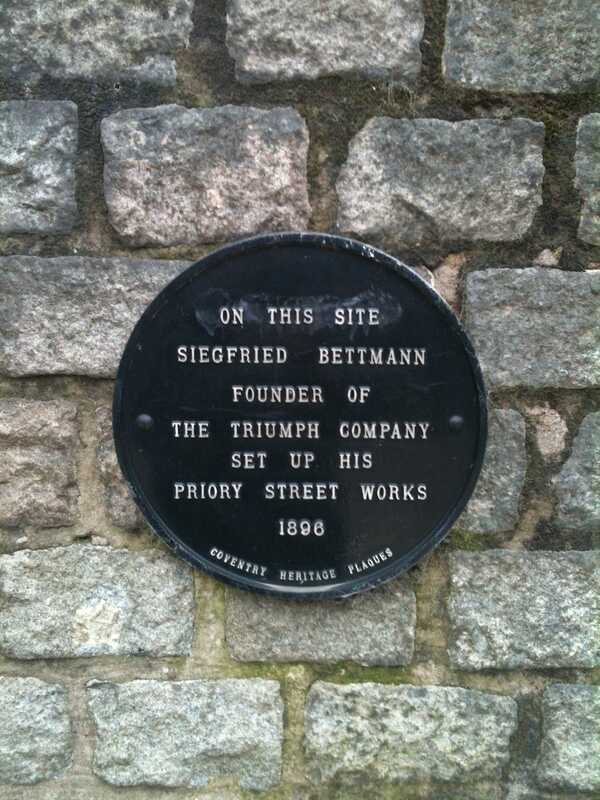 ON THIS SITE
SIEGFRIED BETTMANN
FOUNDER OF
THE TRIUMPH COMPANY
SET UP HIS
PRIORY STREET WORKS
1896
COVENTRY HERITAGE PLAQUES